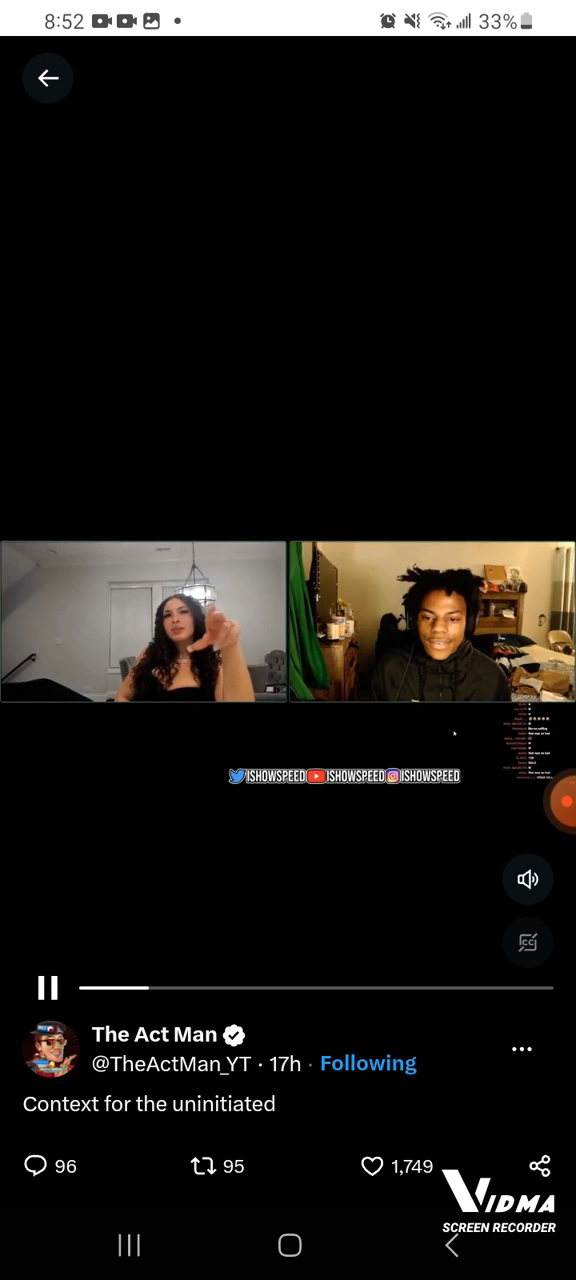 8:52 33%
ISHOWSPEED ISHOWSPEED ISHOWSPEED
CC
The Act Man
@TheActMan_YT · 17h · Following
Context for the uninitiated
96 95 1,749
VIDMA
SCREEN RECORDER